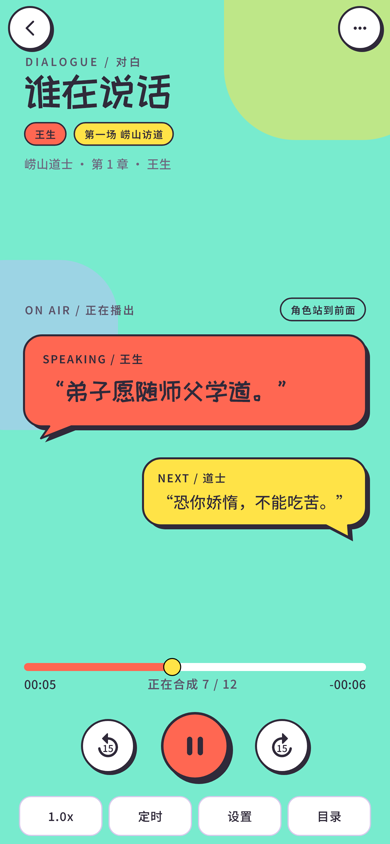 DIALOGUE / 对白
谁在说话
王生
第一场 崂山访道
崂山道士 · 第 1 章 · 王生
ON AIR / 正在播出
角色站到前面
SPEAKING / 王生
“弟子愿随师父学道。”
NEXT / 道士
“恐你娇惰，不能吃苦。”
00:05
正在合成 7 / 12
-00:06
15
15
1.0x
定时
设置
目录